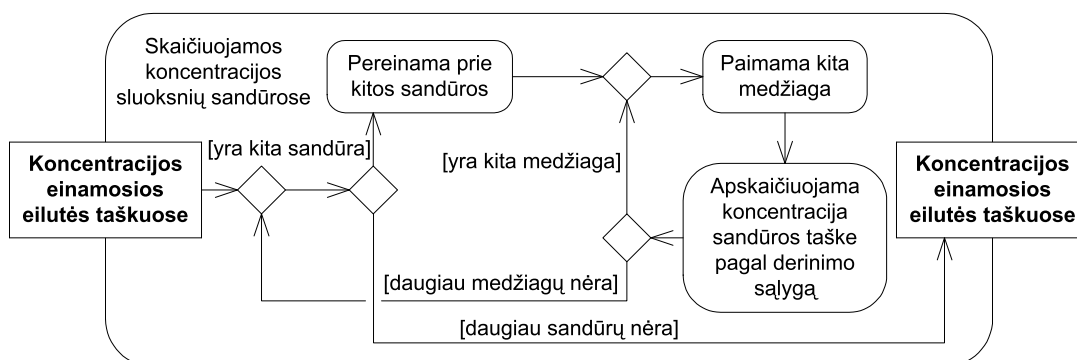 Skaičiuojamos
koncentracijos
sluoksnių sandūrose
Pereinama prie
kitos sandūros
Paimama kita
medžiaga
[yra kita sandūra]
[yra kita medžiaga]
Koncentracijos
einamosios
eilutės taškuose
Apskaičiuojama
koncentracija
sandūros taške
pagal derinimo
sąlygą
Koncentracijos
einamosios
eilutės taškuose
[daugiau medžiagų nėra]
[daugiau sandūrų nėra]